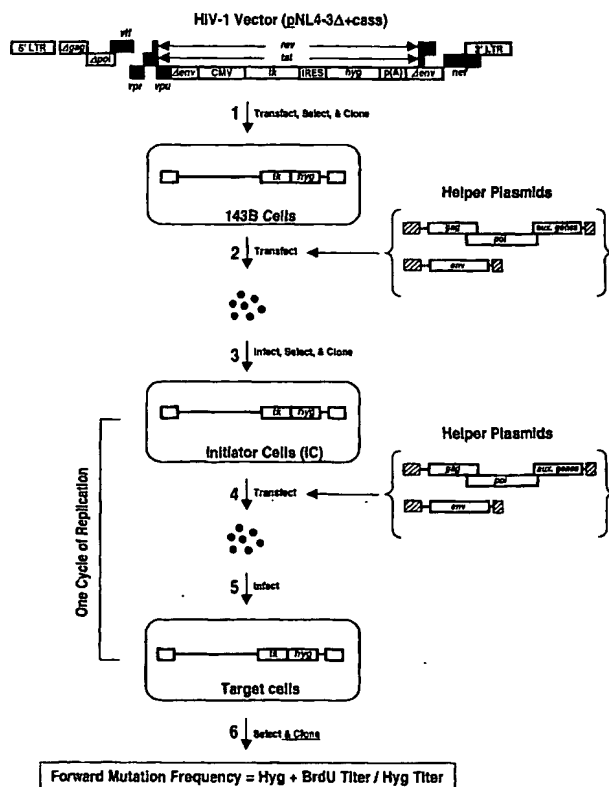 HIV-1 Vector (pNL4-3Δ+cass)
5' LTR Δgag vif rev 3' LTR
Δpol tat
vpr vpu Δenv CMV tk IRES hyg p(A) Δenv nef
1 Transfect, Select, & Clone
tk hyg
143B Cells
Helper Plasmids
gag aux. genes
pol
env
2 Transfect
3 Infect, Select, & Clone
tk hyg
Initiator Cells (IC)
Helper Plasmids
gag aux. genes
pol
env
4 Transfect
One Cycle of Replication
5 Infect
tk hyg
Target cells
6 Select & Clone
Forward Mutation Frequency = Hyg + BrdU Titer / Hyg Titer